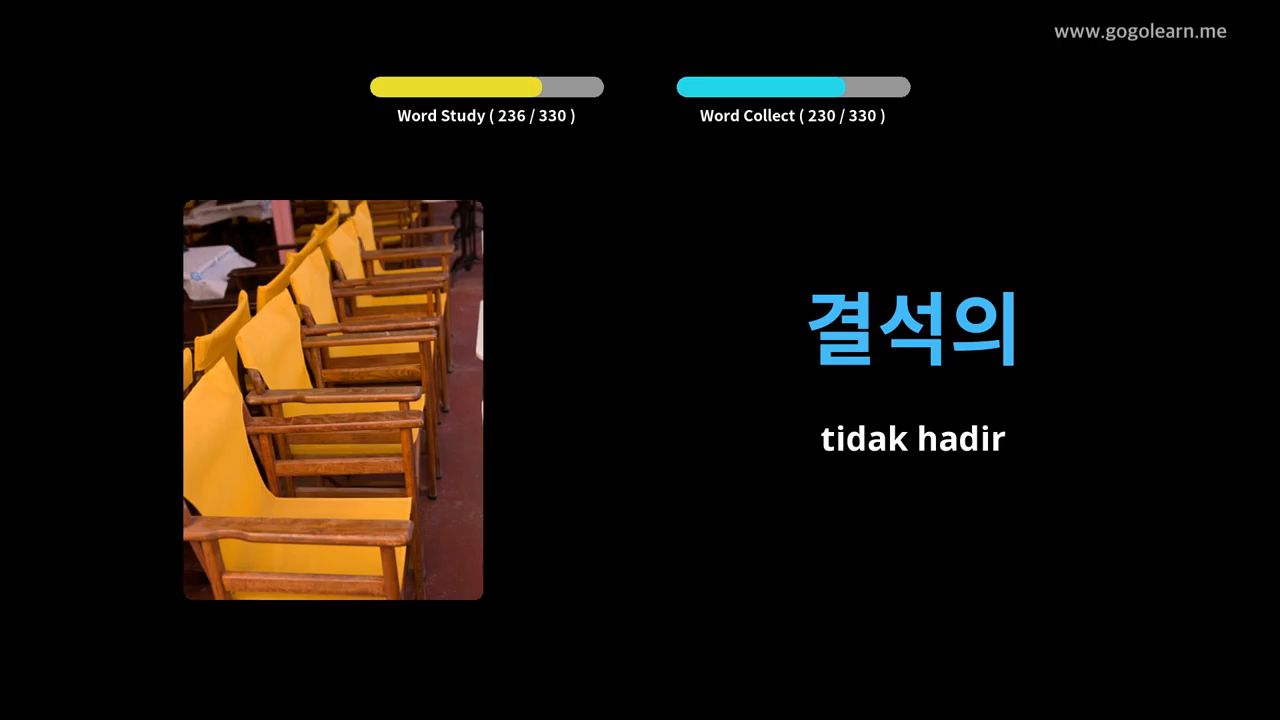 www.gogolearn.me
Word Study ( 236 / 330 )
Word Collect ( 230 / 330 )
결석의
tidak hadir